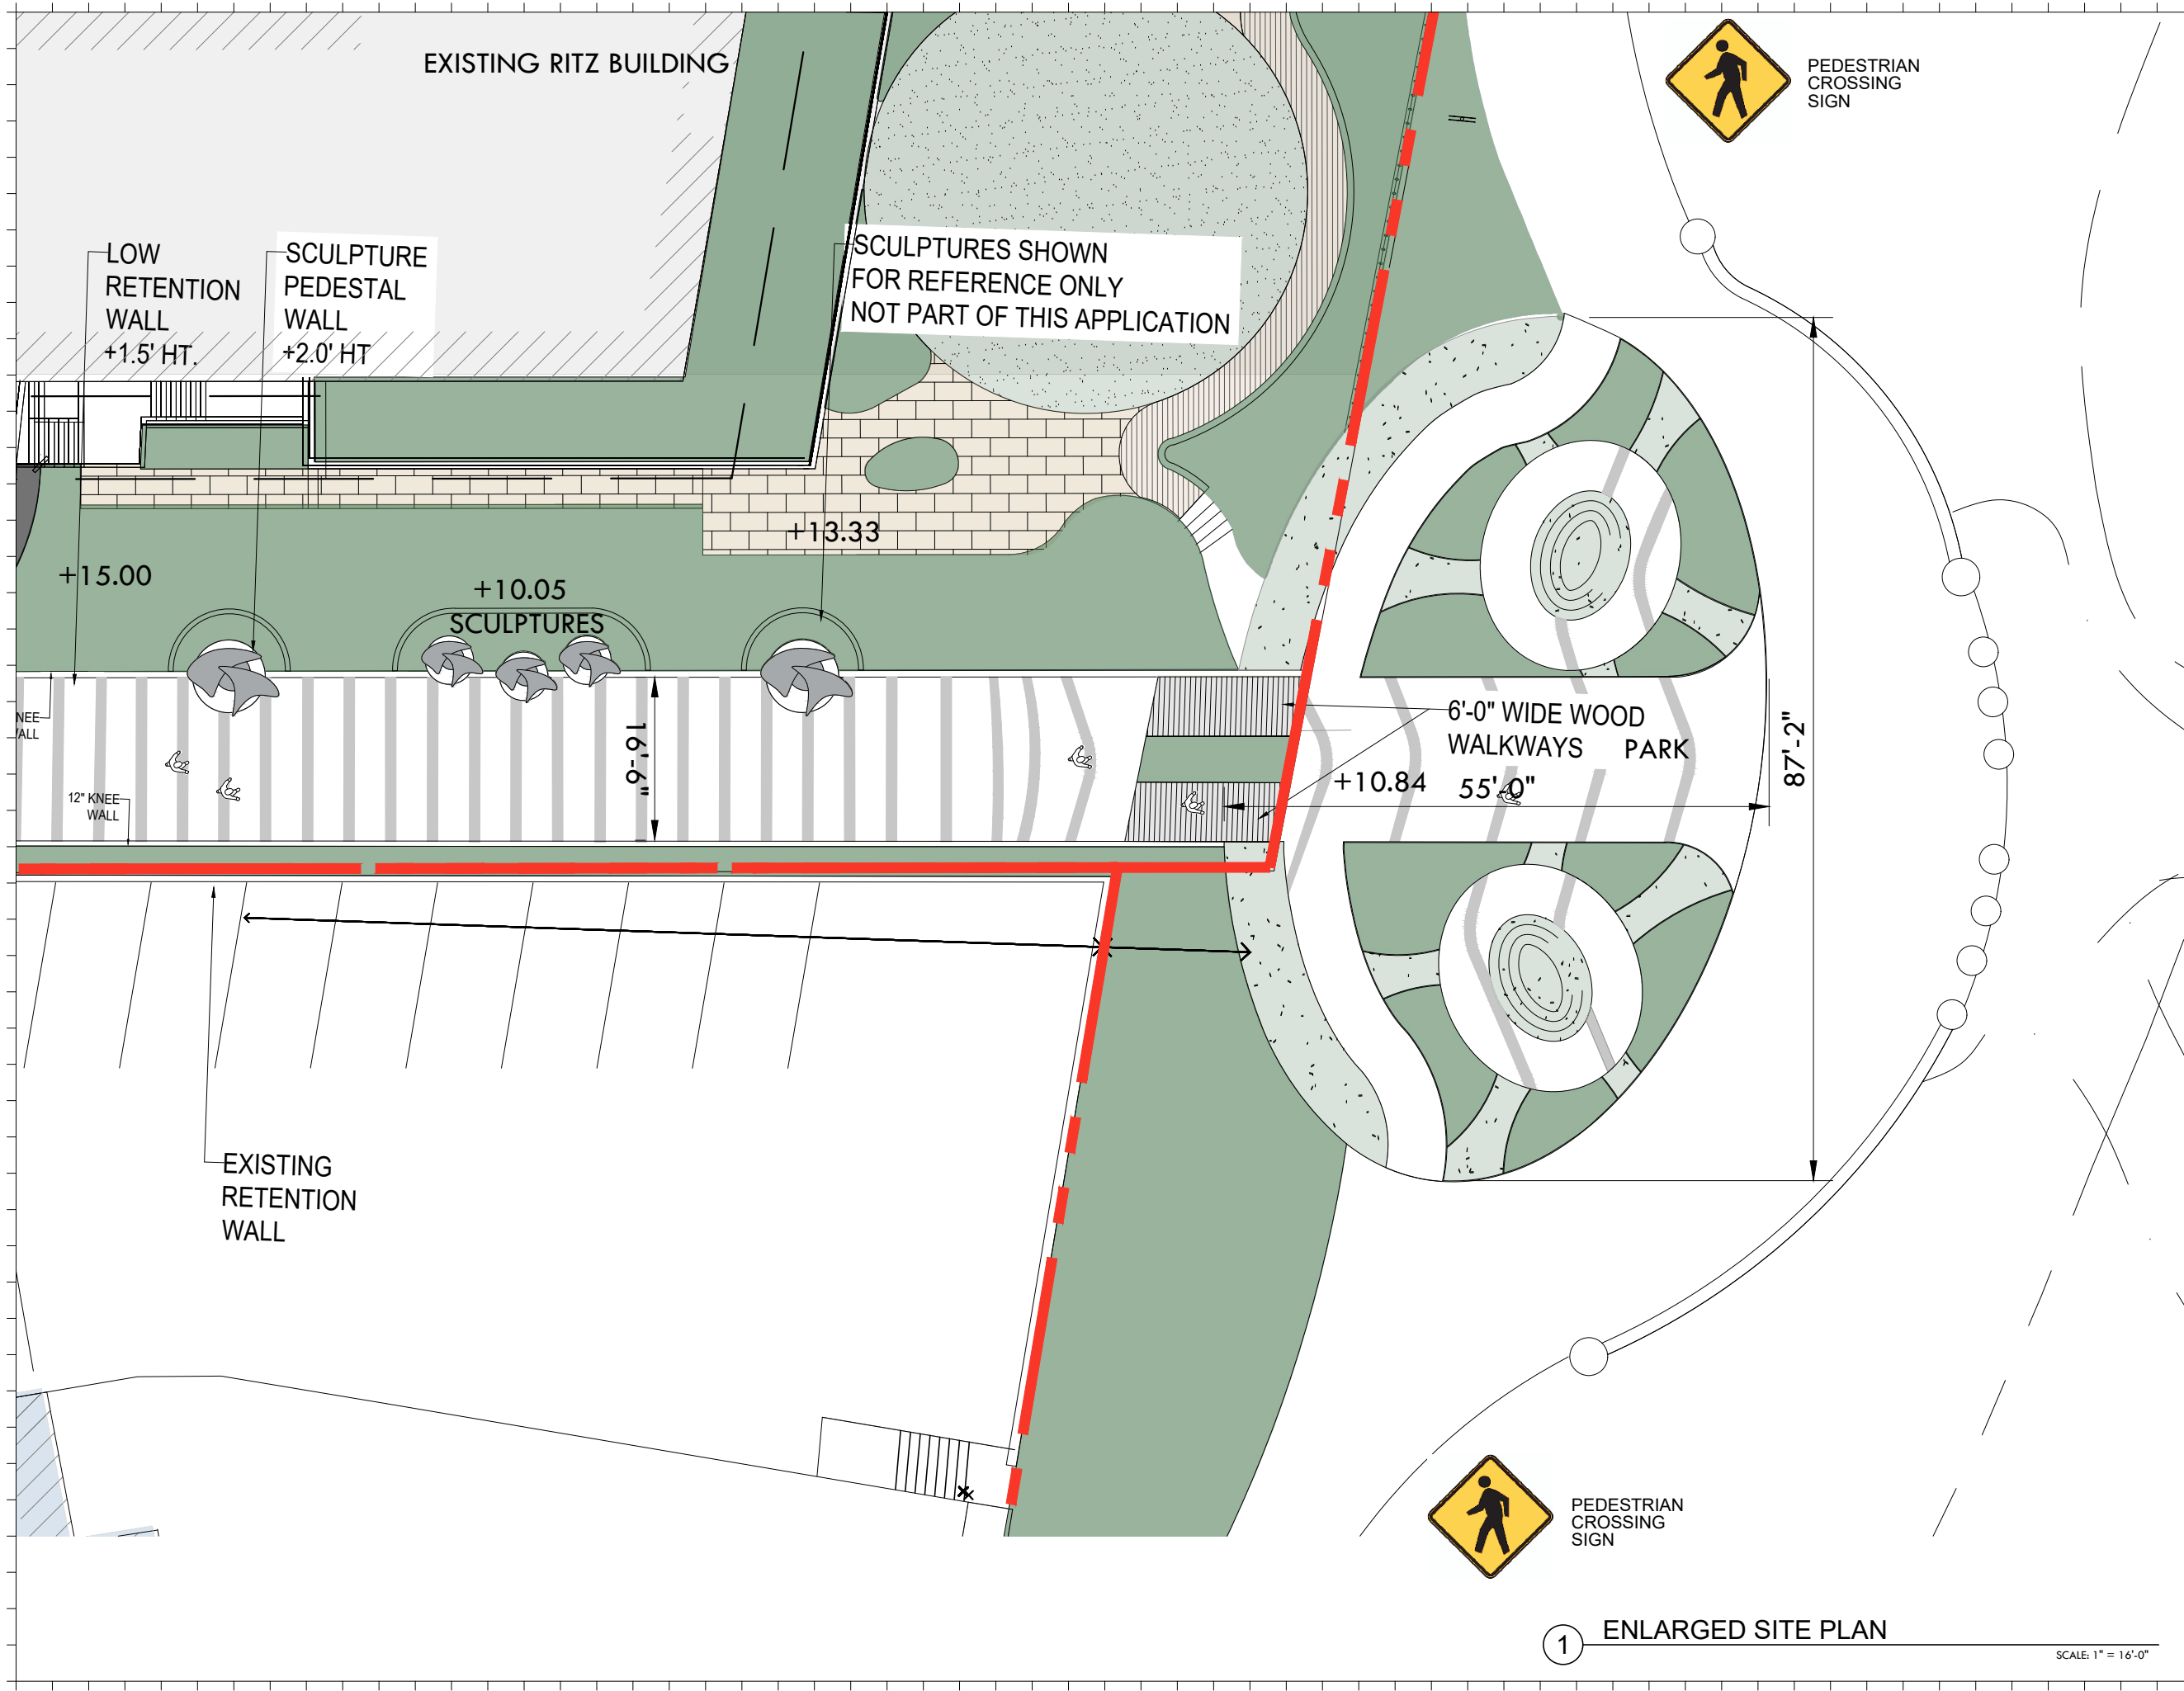 EXISTING RITZ BUILDING
PEDESTRIAN
CROSSING
SIGN
LOW
RETENTION
WALL
+1.5' HT.
SCULPTURE
PEDESTAL
WALL
+2.0' HT
SCULPTURES SHOWN
FOR REFERENCE ONLY
NOT PART OF THIS APPLICATION
+13.33
+15.00
+10.05
SCULPTURES
NEE
ALL
16'-6"
12" KNEE
WALL
6'-0" WIDE WOOD
WALKWAYS
PARK
+10.84
55'-0"
87'-2"
EXISTING
RETENTION
WALL
PEDESTRIAN
CROSSING
SIGN
1
ENLARGED SITE PLAN
SCALE: 1" = 16'-0"